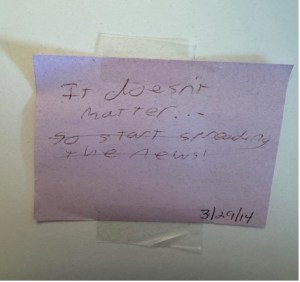 It doesn't
matter...
go start spreading
the news!
3/29/14